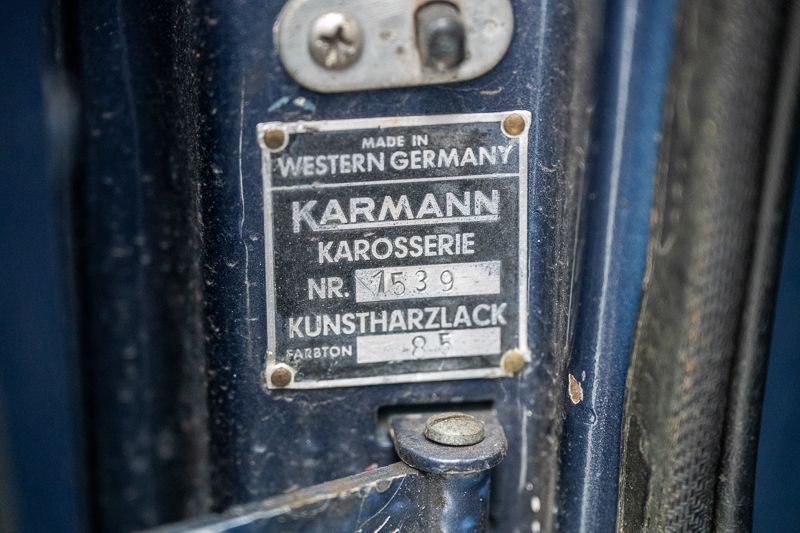 MADE IN
WESTERN GERMANY
KARMANN
KAROSSERIE
NR. 1539
KUNSTHARZLACK
FARBTON 85